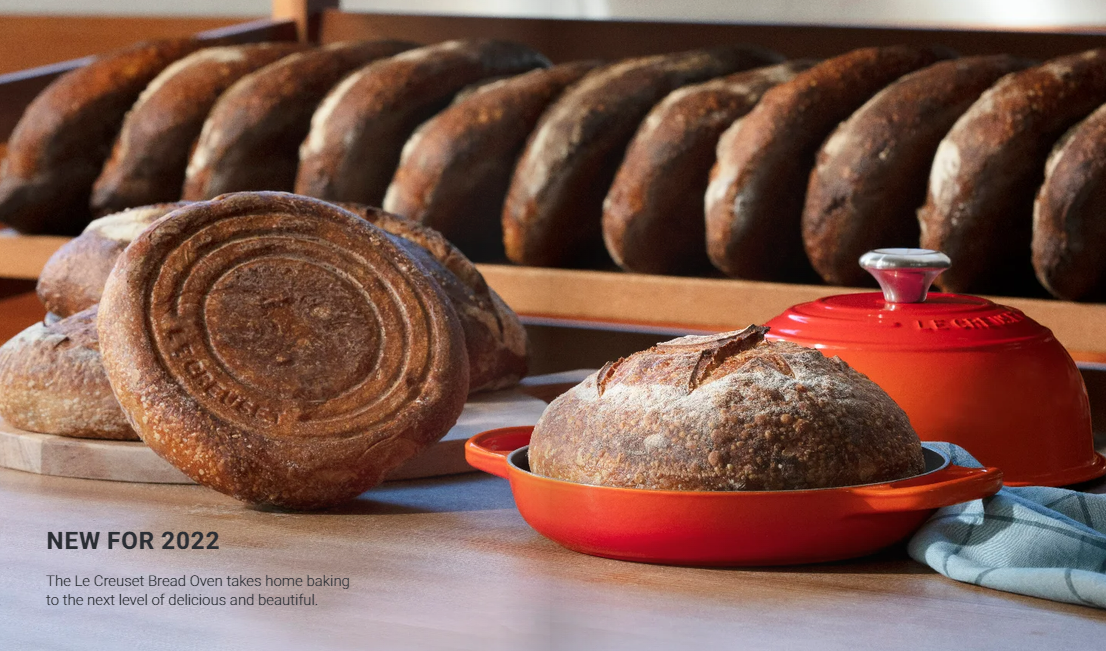 LE CREUSET
LE CREUSET
NEW FOR 2022
The Le Creuset Bread Oven takes home baking
to the next level of delicious and beautiful.